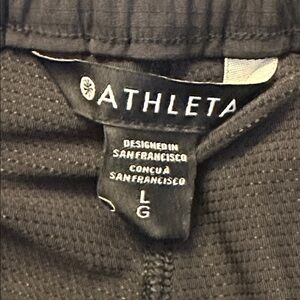 ATHLETA
DESIGNED IN
SAN FRANCISCO
CONÇU À
SAN FRANCISCO
L
G